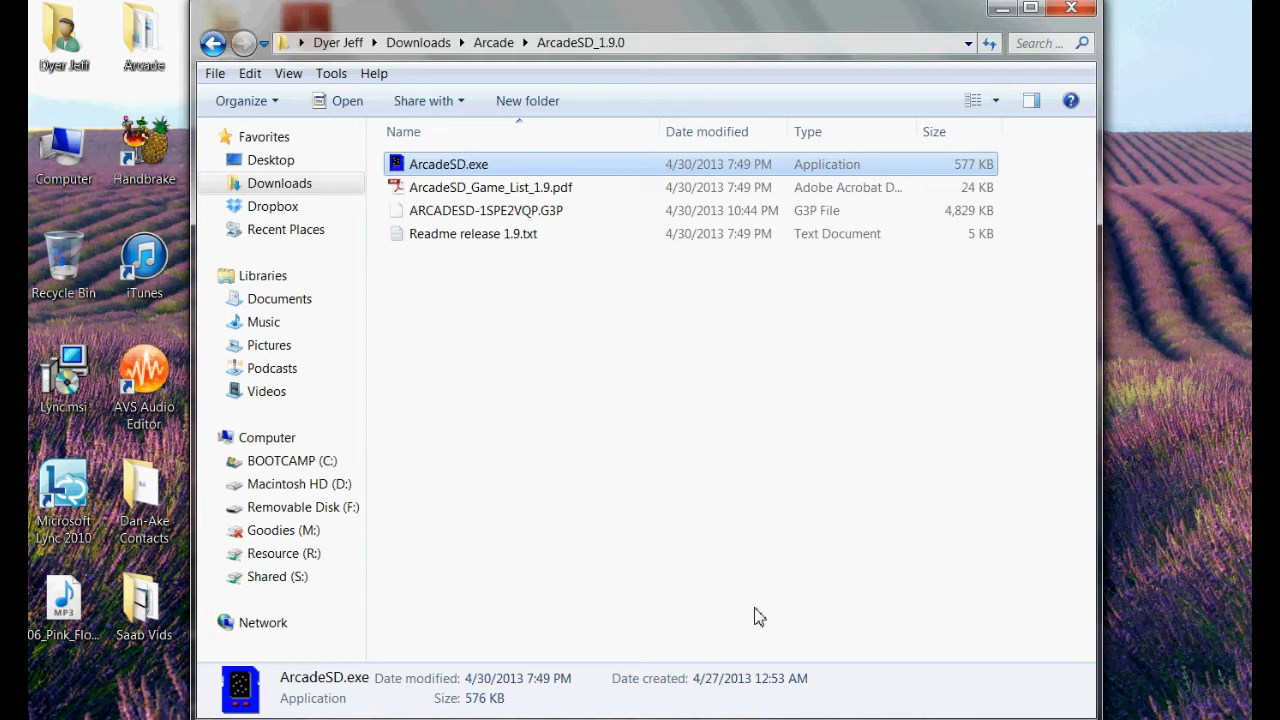 Dyer Jeff
Arcade
Computer
Handbrake
Recycle Bin
iTunes
Lync.msi
AVS Audio
Editor
Microsoft
Lync 2010
Dan-Ake
Contacts
MP3
06_Pink_Flo...
Saab Vids
Dyer Jeff
Downloads
Arcade
ArcadeSD_1.9.0
Search ...
File
Edit
View
Tools
Help
Organize
Open
Share with
New folder
Favorites
Desktop
Downloads
Dropbox
Recent Places
Libraries
Documents
Music
Pictures
Podcasts
Videos
Computer
BOOTCAMP (C:)
Macintosh HD (D:)
Removable Disk (F:)
Goodies (M:)
Resource (R:)
Shared (S:)
Network
Name Date modified Type Size
ArcadeSD.exe 4/30/2013 7:49 PM Application 577 KB
ArcadeSD_Game_List_1.9.pdf 4/30/2013 7:49 PM Adobe Acrobat D... 24 KB
ARCADESD-1SPE2VQP.G3P 4/30/2013 10:44 PM G3P File 4,829 KB
Readme release 1.9.txt 4/30/2013 7:49 PM Text Document 5 KB
ArcadeSD.exe Date modified: 4/30/2013 7:49 PM Date created: 4/27/2013 12:53 AM
Application Size: 576 KB